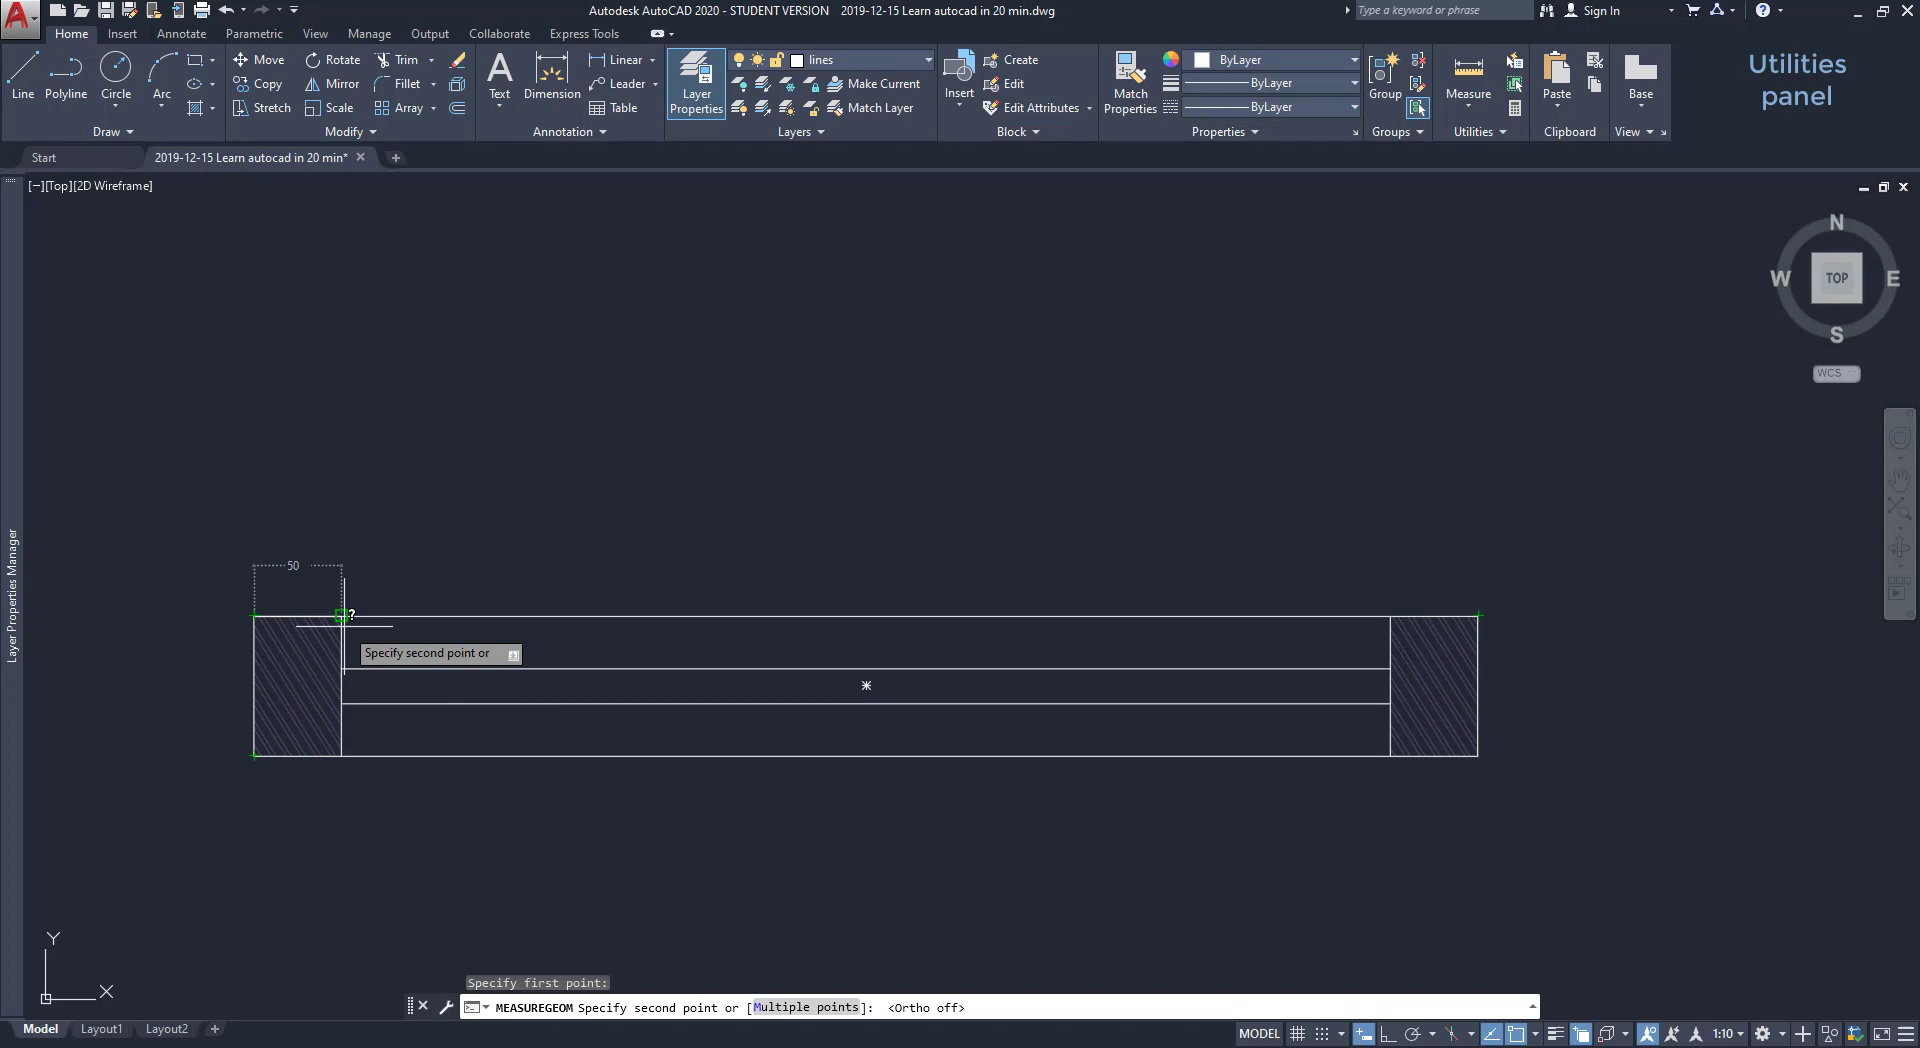 Autodesk AutoCAD 2020 - STUDENT VERSION 2019-12-15 Learn autocad in 20 min.dwg
Type a keyword or phrase
Sign In
Home Insert Annotate Parametric View Manage Output Collaborate Express Tools
Line Polyline Circle Arc
Move Rotate Trim
Copy Mirror Fillet
Stretch Scale Array
Text Dimension
Linear
Leader
Table
Layer Properties
lines
Make Current
Match Layer
Insert
Create
Edit
Edit Attributes
Match Properties
ByLayer
ByLayer
ByLayer
Group
Measure
Paste
Base
Draw Modify Annotation Layers Block Properties Groups Utilities Clipboard View
Utilities
panel
Start 2019-12-15 Learn autocad in 20 min*
[−][Top][2D Wireframe]
N
W TOP E
S
WCS
Layer Properties Manager
50
?
Specify second point or
Y
X
Specify first point:
MEASUREGEOM Specify second point or [Multiple points]: <Ortho off>
Model Layout1 Layout2
MODEL 1:10